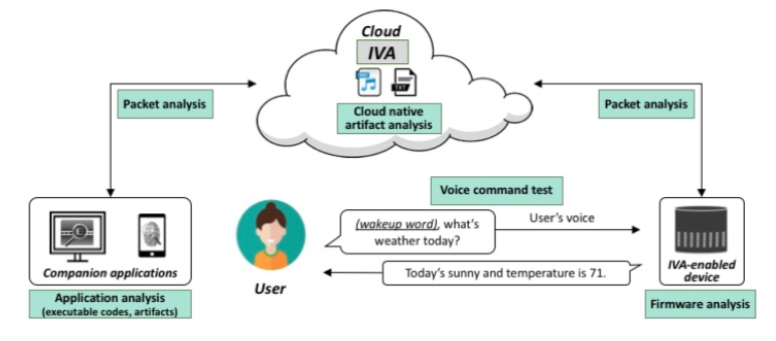 Cloud
IVA
TXT
Cloud native
artifact analysis
Packet analysis
Packet analysis
Voice command test
(wakeup word), what's
weather today?
User's voice
Today's sunny and temperature is 71.
Companion applications
User
IVA-enabled
device
Application analysis
(executable codes, artifacts)
Firmware analysis